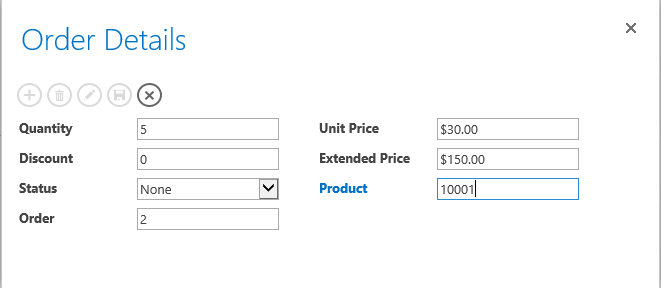 Order Details
Quantity 5 Unit Price $30.00
Discount 0 Extended Price $150.00
Status None Product 10001
Order 2